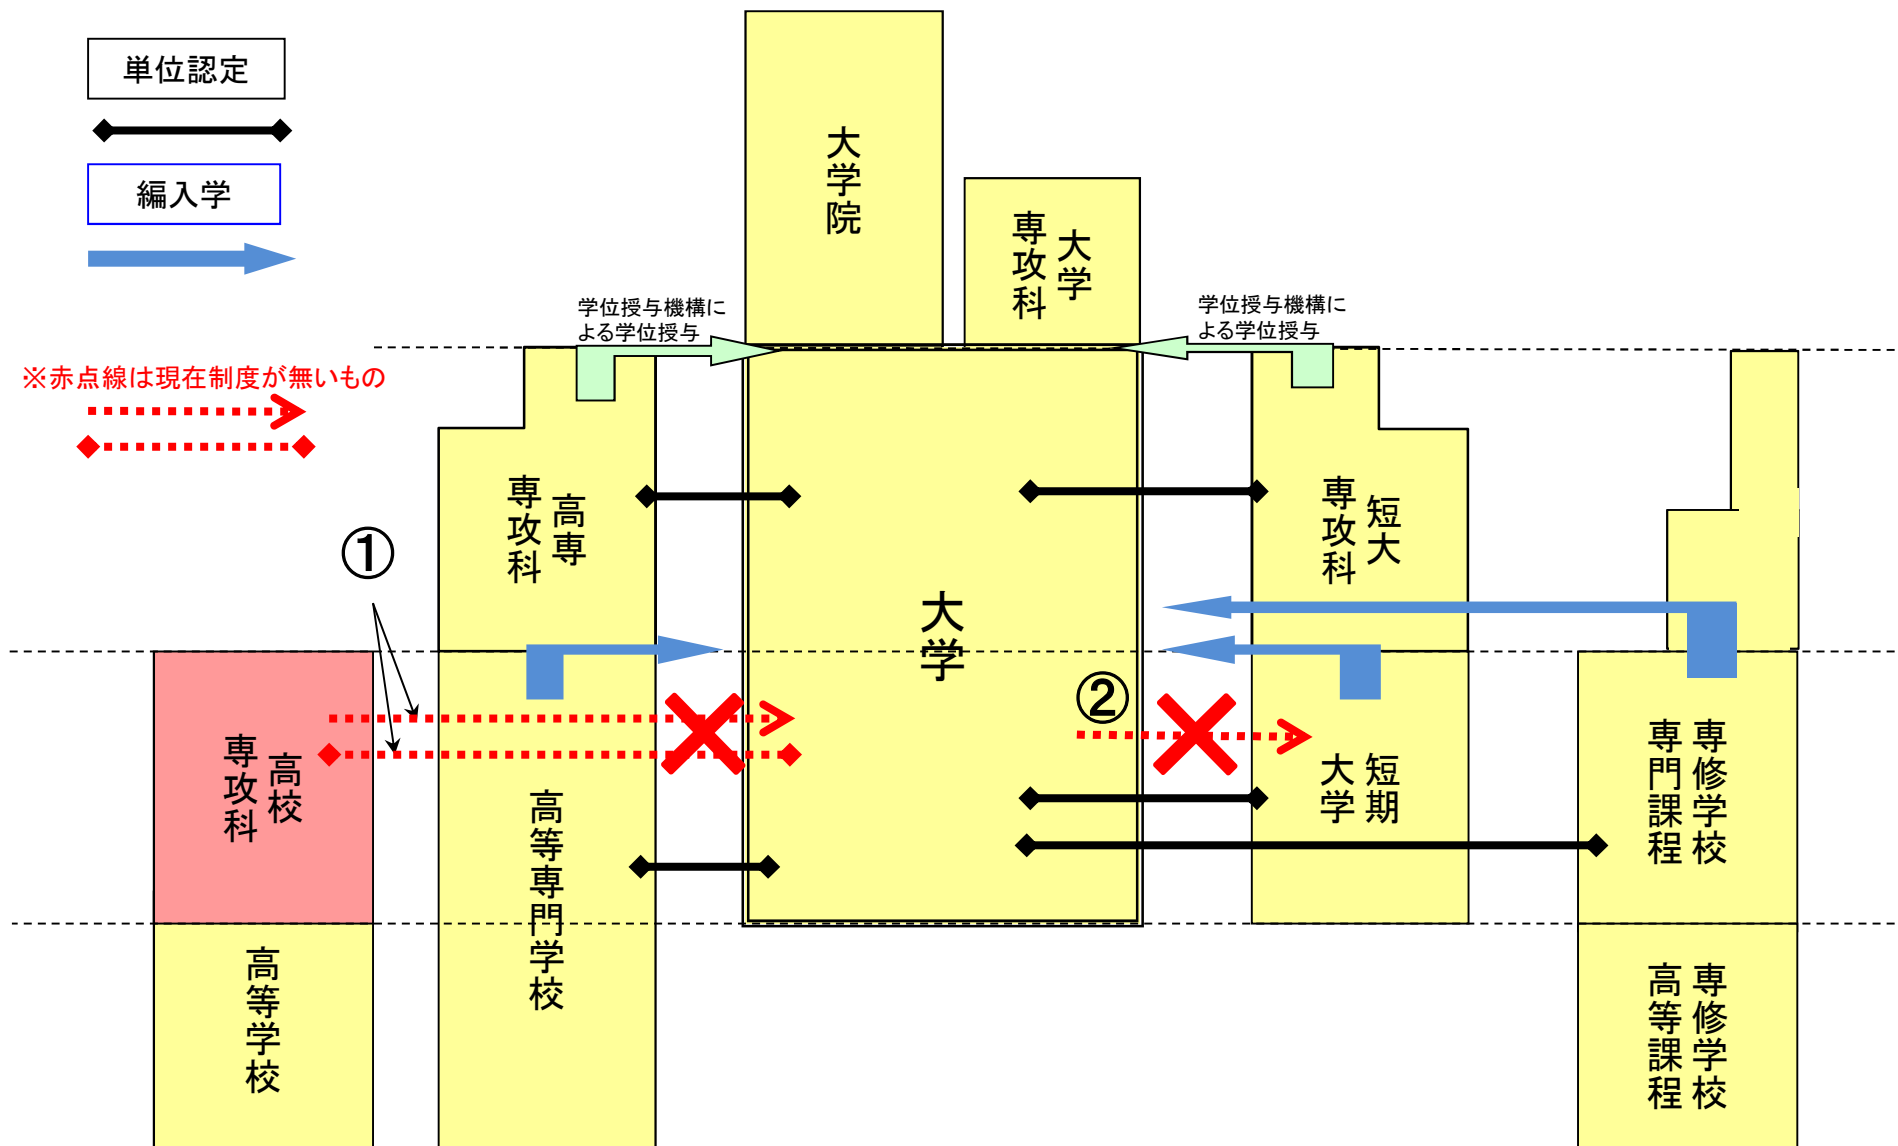 単位認定
編入学
※赤点線は現在制度が無いもの
①
大学院
大学
専攻科
学位授与機構に
よる学位授与
学位授与機構に
よる学位授与
高専
専攻科
大学
短大
専攻科
②
高校
専攻科
高等学校
高等専門学校
短期
大学
専修学校
専門課程
専修学校
高等課程